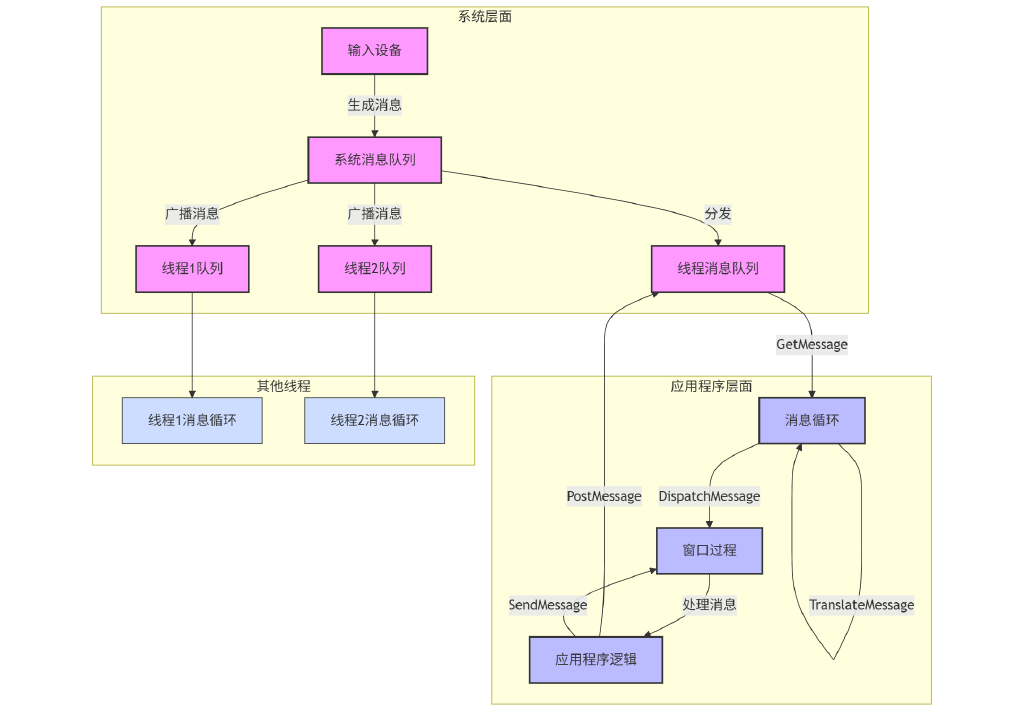 系统层面
输入设备
生成消息
系统消息队列
广播消息
广播消息
分发
线程1队列
线程2队列
线程消息队列
GetMessage
其他线程
应用程序层面
线程1消息循环
线程2消息循环
消息循环
PostMessage
DispatchMessage
窗口过程
SendMessage
处理消息
TranslateMessage
应用程序逻辑